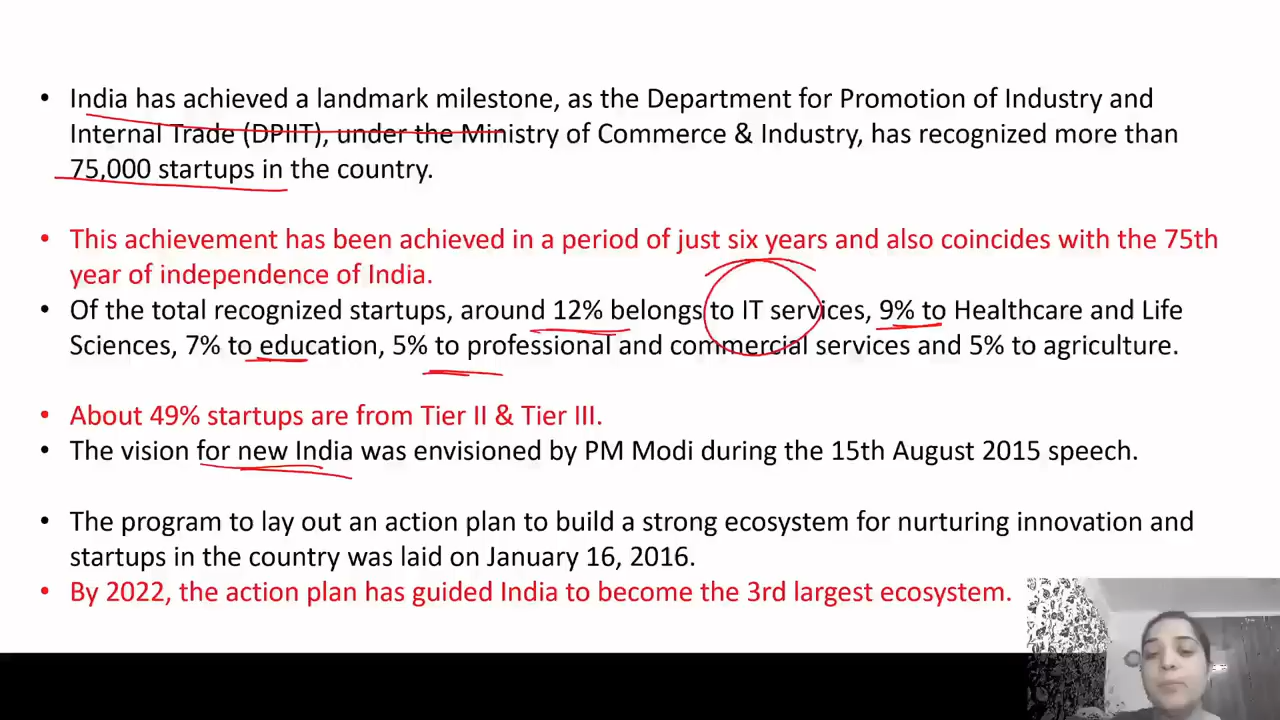 • India has achieved a landmark milestone, as the Department for Promotion of Industry and
Internal Trade (DPIIT), under the Ministry of Commerce & Industry, has recognized more than
75,000 startups in the country.
• This achievement has been achieved in a period of just six years and also coincides with the 75th
year of independence of India.
• Of the total recognized startups, around 12% belongs to IT services, 9% to Healthcare and Life
Sciences, 7% to education, 5% to professional and commercial services and 5% to agriculture.
• About 49% startups are from Tier II & Tier III.
• The vision for new India was envisioned by PM Modi during the 15th August 2015 speech.
• The program to lay out an action plan to build a strong ecosystem for nurturing innovation and
startups in the country was laid on January 16, 2016.
• By 2022, the action plan has guided India to become the 3rd largest ecosystem.